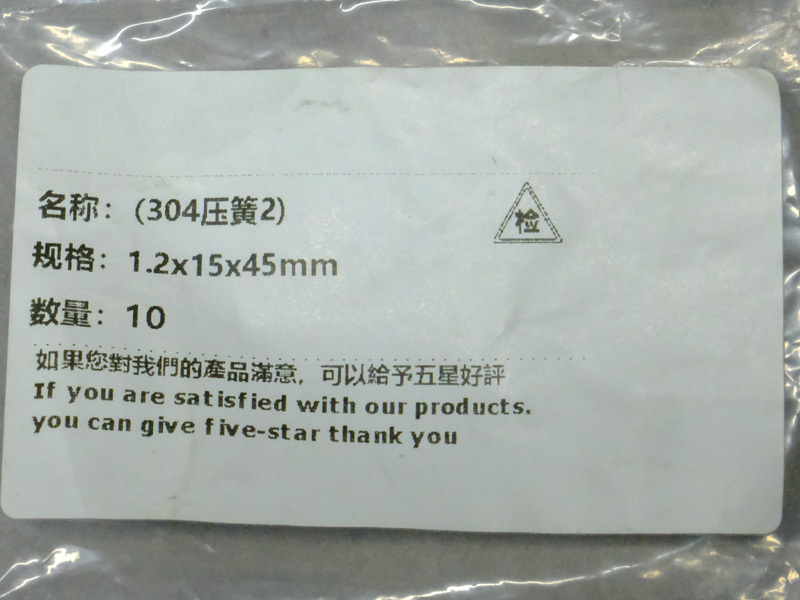 名称：（304压簧2）
检
规格：1.2x15x45mm
数量：10
如果您對我們的產品滿意，可以給予五星好評
If you are satisfied with our products.
you can give five-star thank you